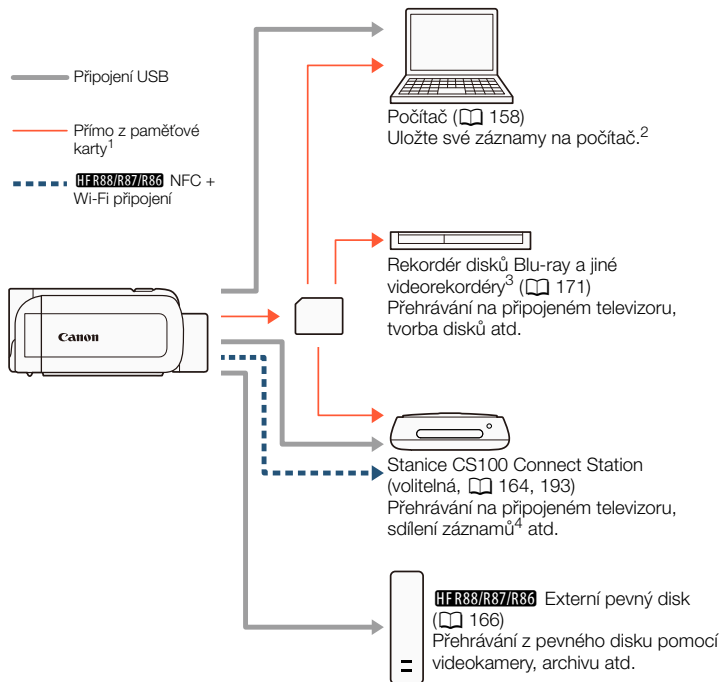 Připojení USB
Přímo z paměťové
karty1
HF R88/R87/R86 NFC +
Wi-Fi připojení
Canon
Počítač ( 158)
Uložte své záznamy na počítač.2
Rekordér disků Blu-ray a jiné
videorekordéry3 ( 171)
Přehrávání na připojeném televizoru,
tvorba disků atd.
Stanice CS100 Connect Station
(volitelná, 164, 193)
Přehrávání na připojeném televizoru,
sdílení záznamů4 atd.
HF R88/R87/R86 Externí pevný disk
( 166)
Přehrávání z pevného disku pomocí
videokamery, archivu atd.